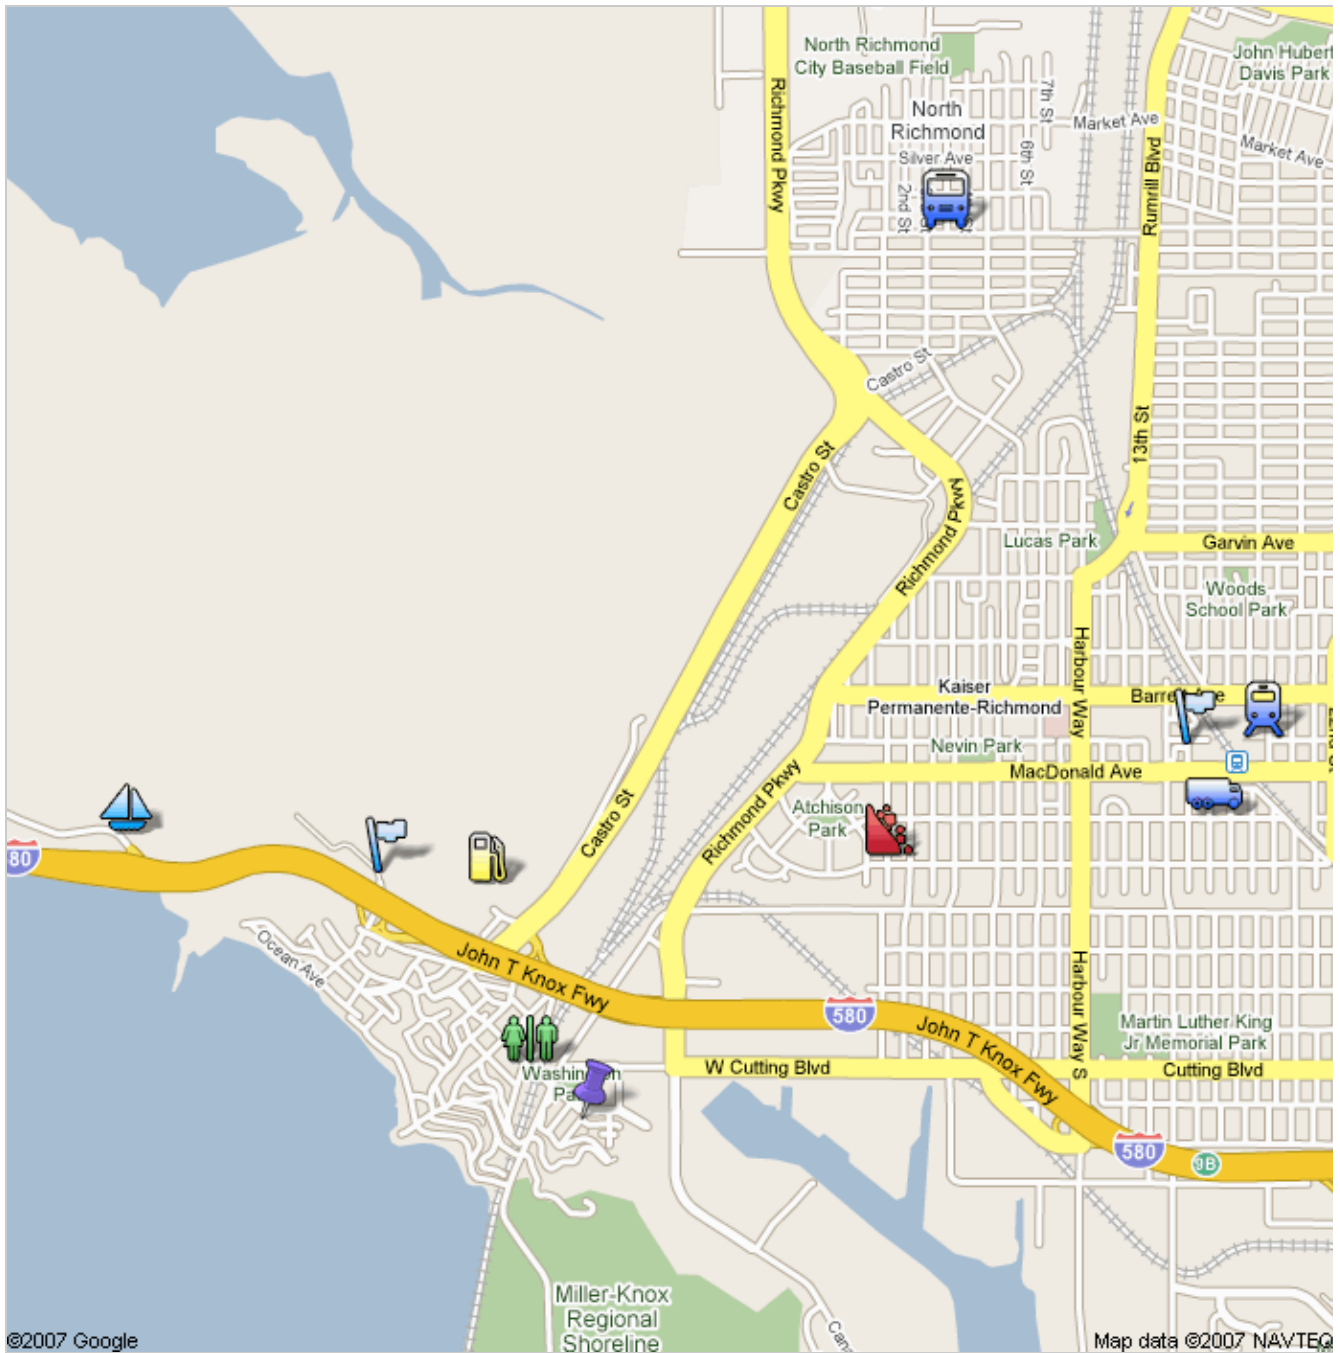 North Richmond
City Baseball Field
John Hubert
Davis Park
7th St
Richmond Pkwy
North
Richmond
Market Ave
Market Ave
Rumrill Blvd
Silver Ave
6th St
2nd St
St
Castro St
13th St
Castro St
Richmond Pkwy
Lucas Park
Garvin Ave
Woods
School Park
Harbour Way
Kaiser
Permanente-Richmond
Nevin Park
MacDonald Ave
Richmond Pkwy
Castro St
Atchison
Park
80
Ocean Ave
John T Knox Fwy
580
John T Knox Fwy
Harbour Way S
Martin Luther King
Jr Memorial Park
W Cutting Blvd
Cutting Blvd
580
9B
Miller-Knox
Regional
Shoreline
©2007 Google
Map data ©2007 NAVTEQ